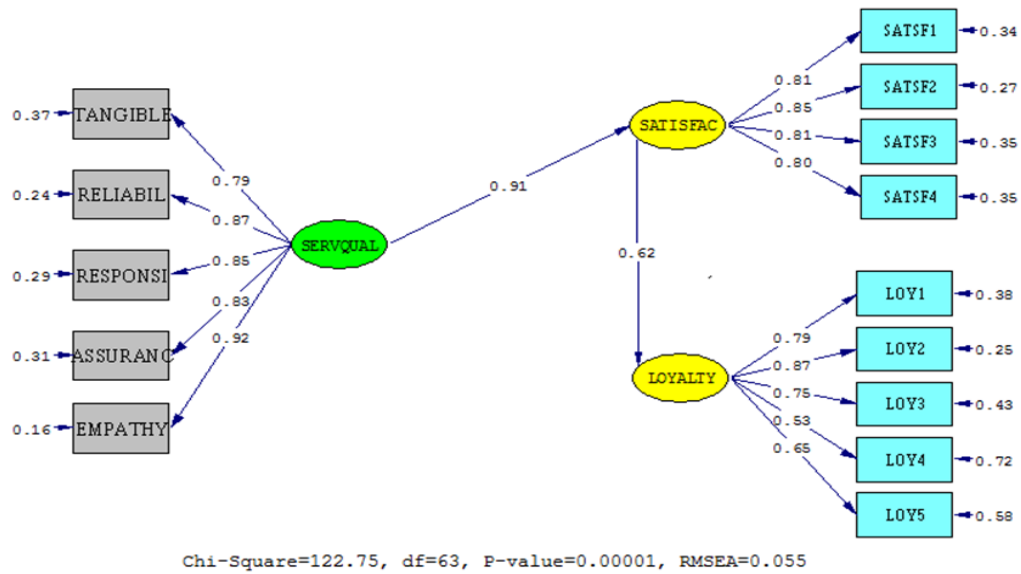 SATSF1
0.34
0.81
SATSF2
0.27
0.37
TANGIBLE
0.85
SATISFAC
0.81
SATSF3
0.35
0.80
0.79
0.91
RELIABIL
0.24
SATSF4
0.35
0.87
SERVQUAL
0.62
0.85
0.29
RESPONSI
0.83
LOY1
0.38
0.92
0.79
LOY2
0.25
0.31
ASSURANC
0.87
LOYALTY
0.75
LOY3
0.43
0.53
0.16
EMPATHY
0.65
LOY4
0.72
LOY5
0.58
Chi-Square=122.75, df=63, P-value=0.00001, RMSEA=0.055